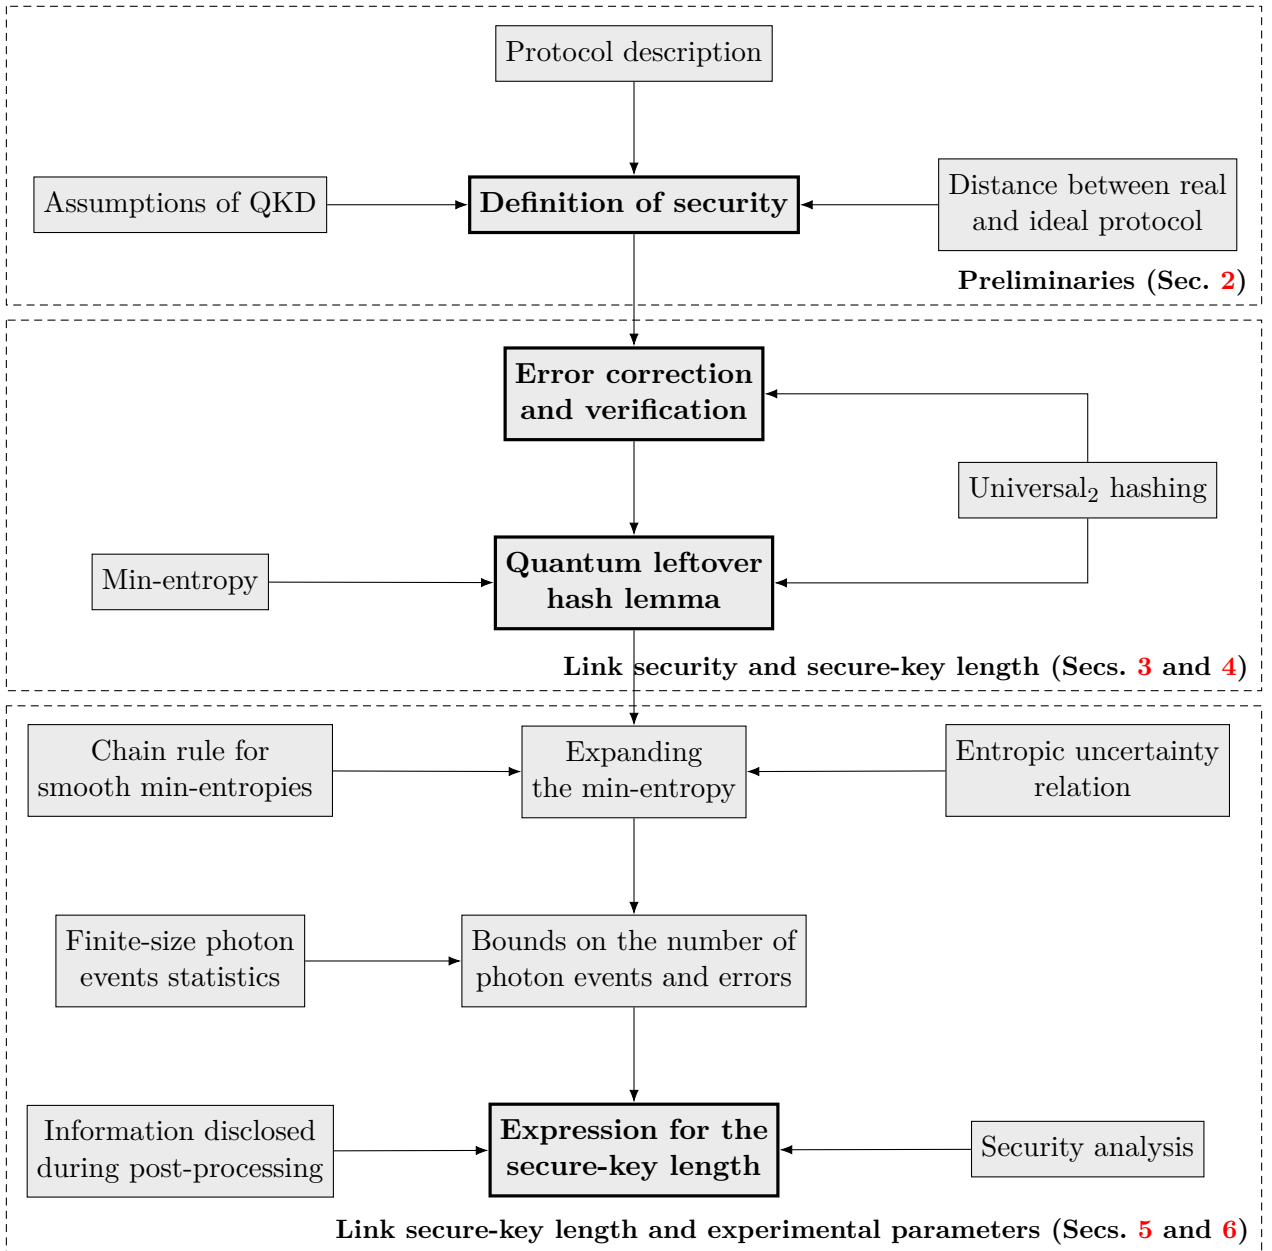 Protocol description
Assumptions of QKD
Definition of security
Distance between real
and ideal protocol
Preliminaries (Sec. 2)
Error correction
and verification
Universal₂ hashing
Min-entropy
Quantum leftover
hash lemma
Link security and secure-key length (Secs. 3 and 4)
Chain rule for
smooth min-entropies
Expanding
the min-entropy
Entropic uncertainty
relation
Finite-size photon
events statistics
Bounds on the number of
photon events and errors
Information disclosed
during post-processing
Expression for the
secure-key length
Security analysis
Link secure-key length and experimental parameters (Secs. 5 and 6)